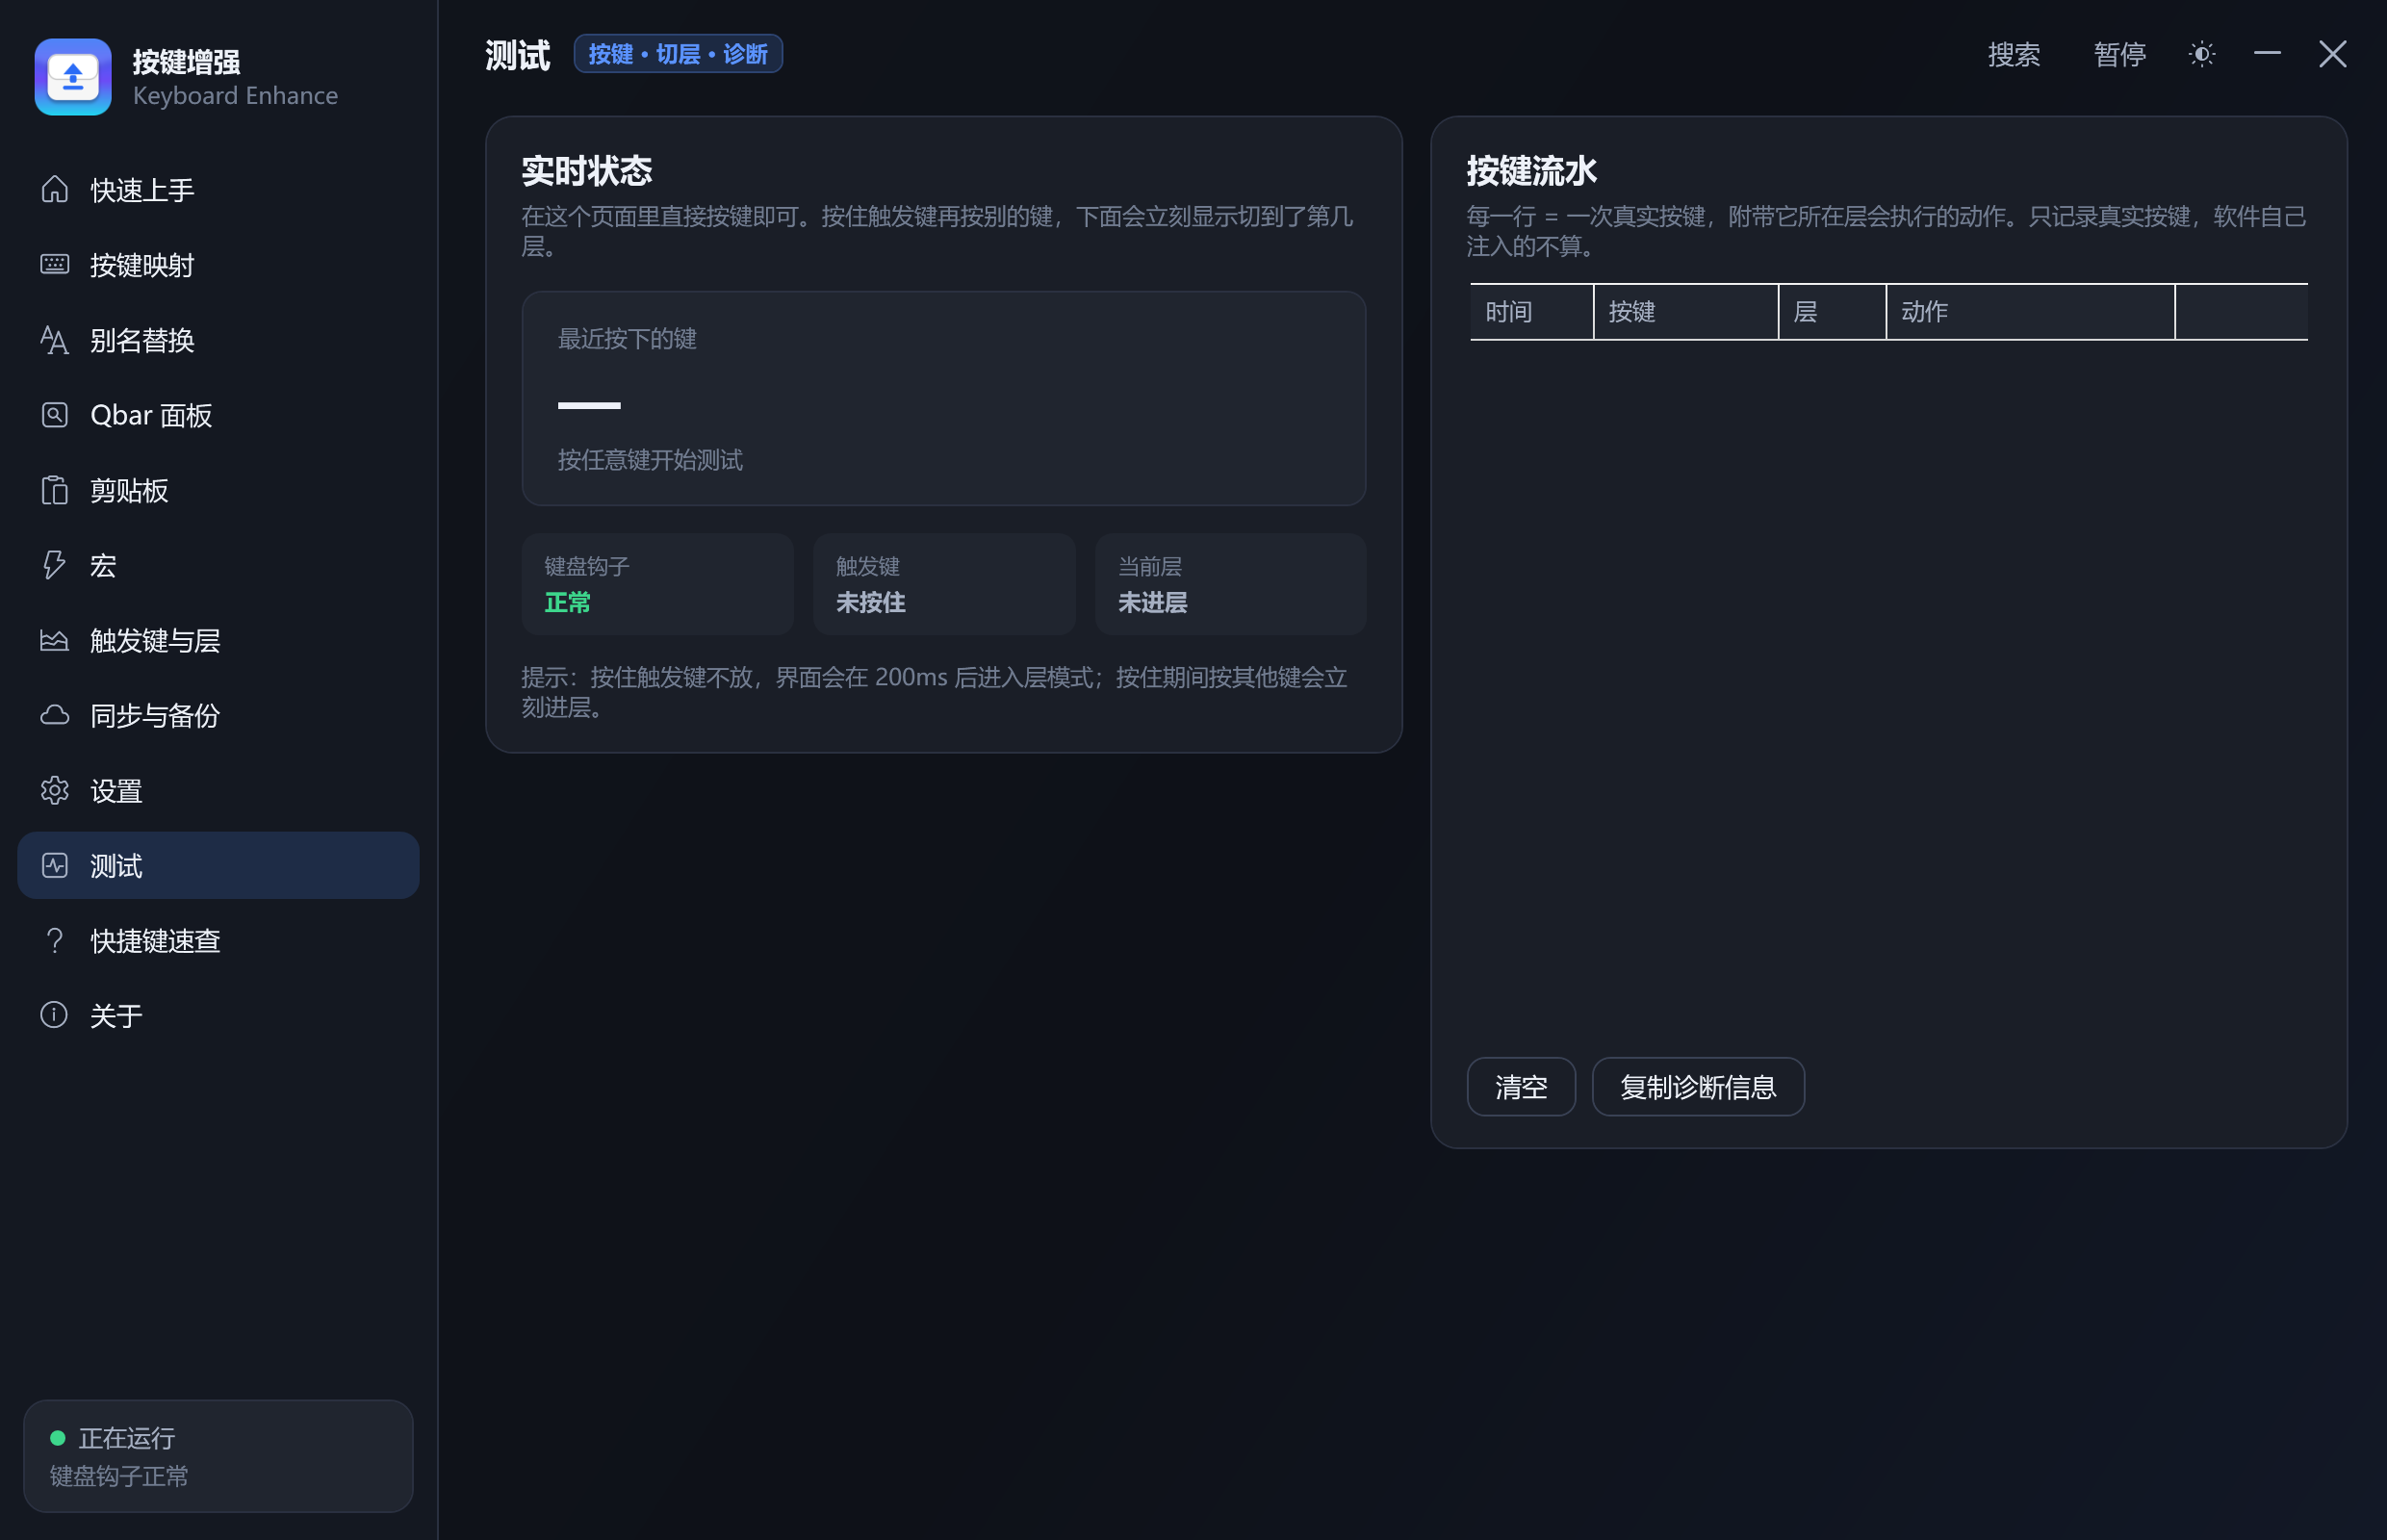 按键增强
Keyboard Enhance
快速上手
按键映射
别名替换
Qbar 面板
剪贴板
宏
触发键与层
同步与备份
设置
测试
快捷键速查
关于
正在运行
键盘钩子正常
测试
按键・切层・诊断
搜索
暂停
实时状态
在这个页面里直接按键即可。按住触发键再按别的键，下面会立刻显示切到了第几
层。
最近按下的键
—
按任意键开始测试
键盘钩子
正常
触发键
未按住
当前层
未进层
提示：按住触发键不放，界面会在 200ms 后进入层模式；按住期间按其他键会立
刻进层。
按键流水
每一行 = 一次真实按键，附带它所在层会执行的动作。只记录真实按键，软件自己
注入的不算。
时间 按键 层 动作
清空
复制诊断信息